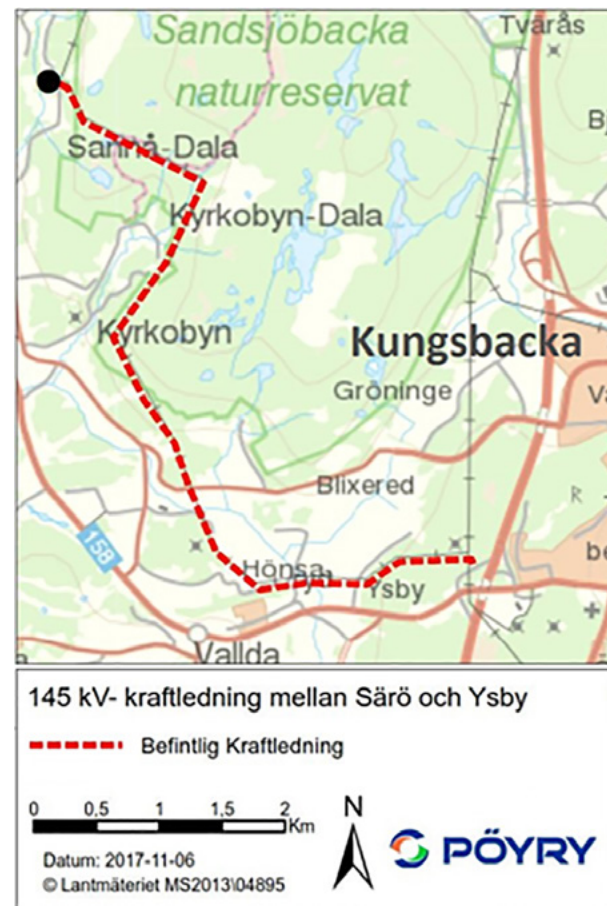 Sandsjöbacka
naturreservat
Tvärås
Sannå-Dala
Kyrkobyn-Dala
Kyrkobyn
Kungsbacka
Gröninge
Va
Blixered
R
158
Hönsa
be
Ysby
Vallda
145 kV- kraftledning mellan Särö och Ysby
Befintlig Kraftledning
0 0,5 1 1,5 2
Km
N
Datum: 2017-11-06
© Lantmäteriet MS2013\04895
PÖYRY